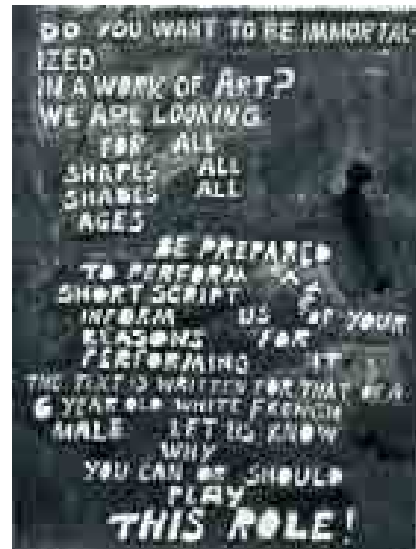 DO YOU WANT TO BE IMMORTAL-
IZED
IN A WORK OF ART?
WE ARE LOOKING
FOR ALL
SHAPES ALL
SHADES ALL
AGES
BE PREPARED
TO PERFORM A
SHORT SCRIPT &
INFORM US OF YOUR
REASONS FOR
PERFORMING IT
THE TEXT IS WRITTEN FOR THAT OF A
6 YEAR OLD WHITE FRENCH
MALE LET US KNOW
WHY
YOU CAN OR SHOULD
PLAY
THIS ROLE!